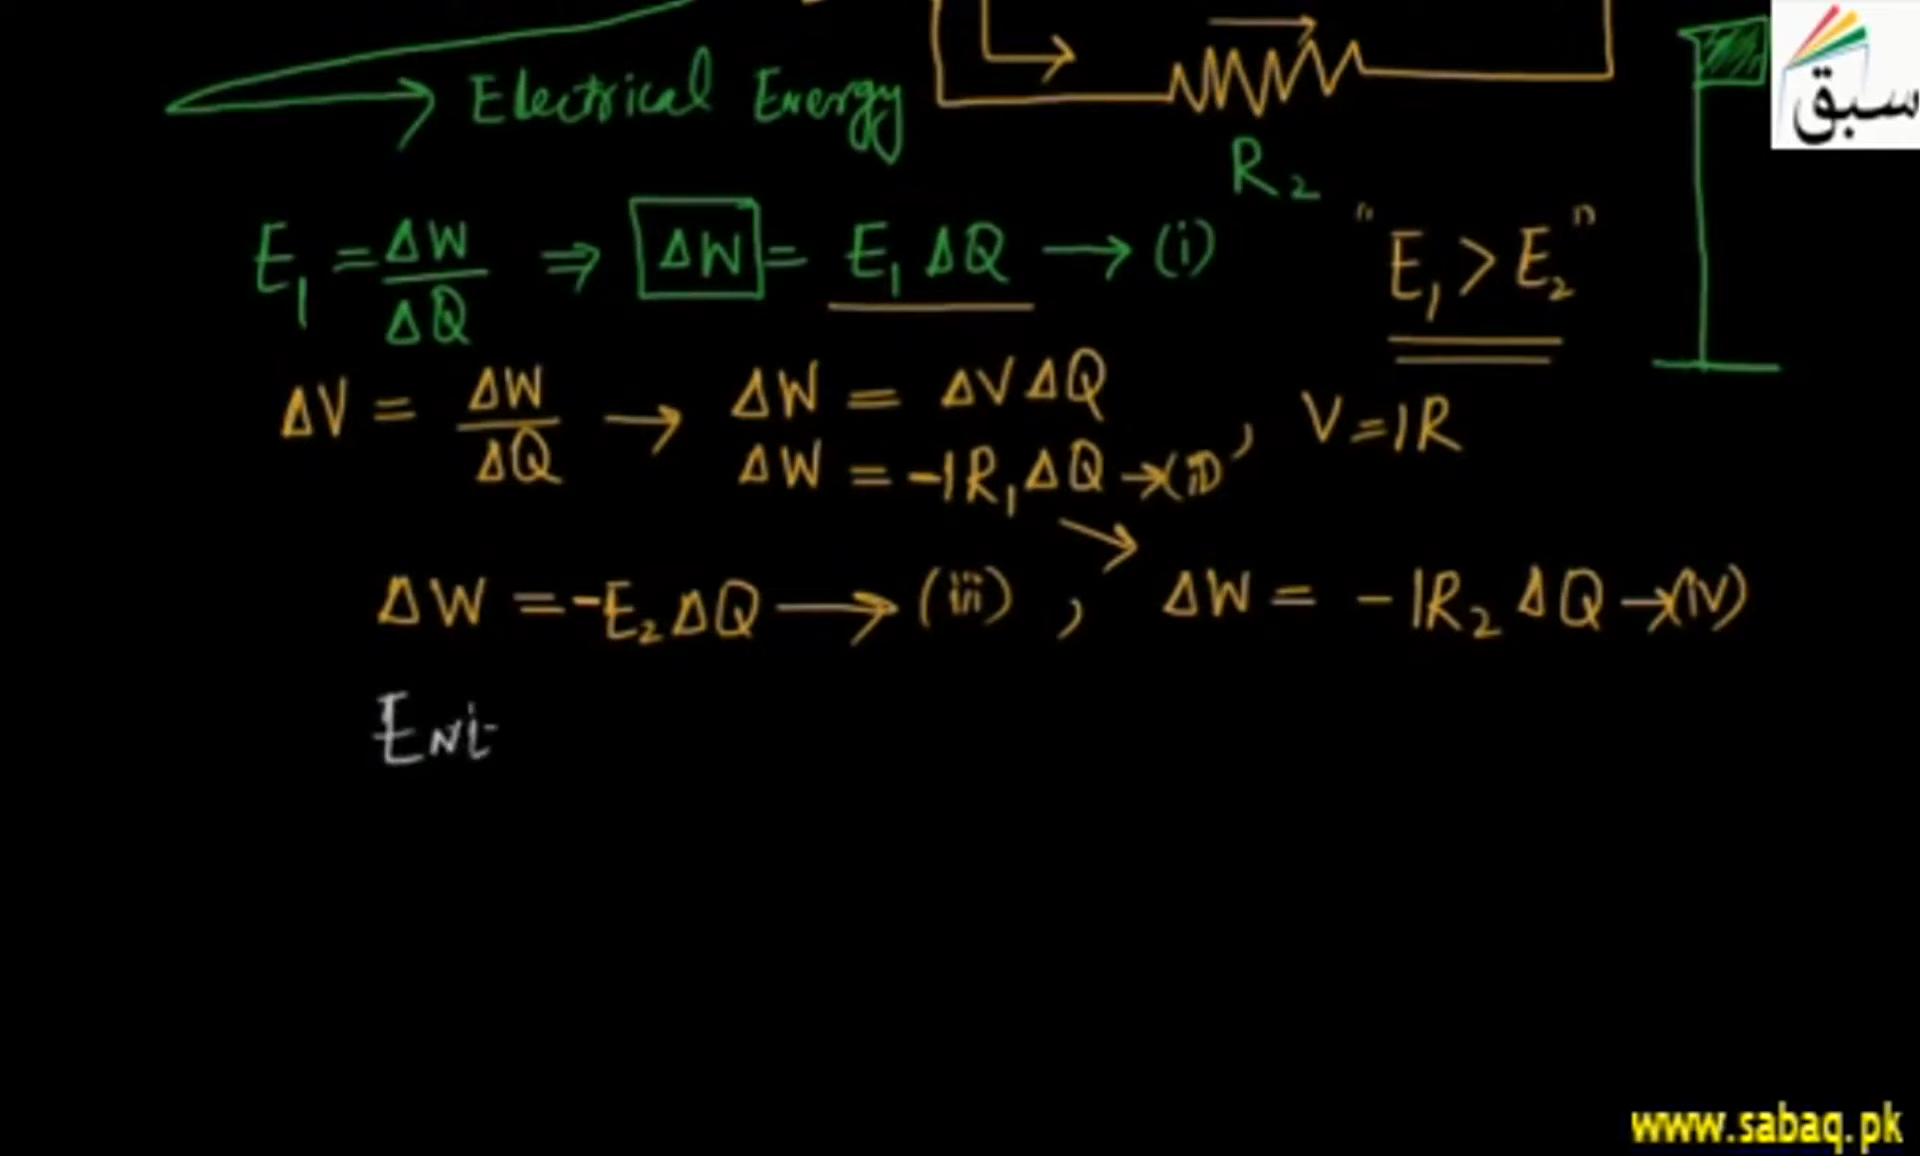 سبق
→ Electrical Energy
R₂
E₁ = ΔW/ΔQ ⇒ ΔW = E₁ ΔQ → (i)
"E₁ > E₂"
ΔV = ΔW/ΔQ → ΔW = ΔV ΔQ
ΔW = -IR₁ ΔQ → (ii) , V = IR
ΔW = -E₂ ΔQ → (iii) , ΔW = -IR₂ ΔQ → (iv)
www.sabaq.pk